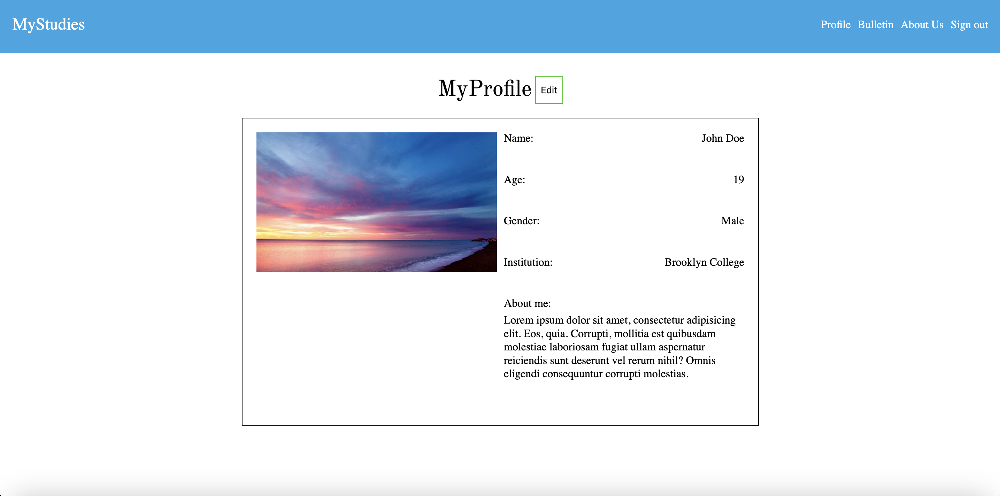 MyStudies
Profile Bulletin About Us Sign out
MyProfile Edit
Name: John Doe
Age: 19
Gender: Male
Institution: Brooklyn College
About me:
Lorem ipsum dolor sit amet, consectetur adipisicing
elit. Eos, quia. Corrupti, mollitia est quibusdam
molestiae laboriosam fugiat ullam aspernatur
reiciendis sunt deserunt vel rerum nihil? Omnis
eligendi consequuntur corrupti molestias.